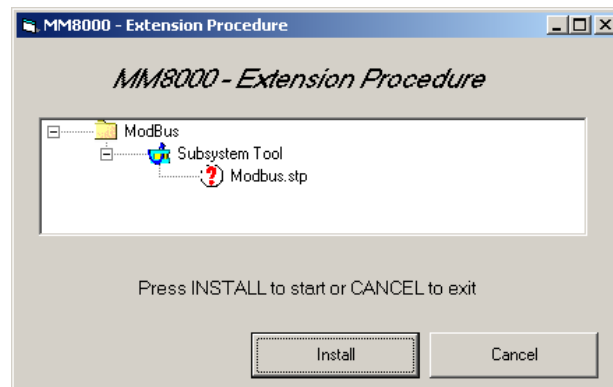 MM8000 - Extension Procedure
MM8000 - Extension Procedure
ModBus
Subsystem Tool
Modbus.stp
Press INSTALL to start or CANCEL to exit
Install
Cancel